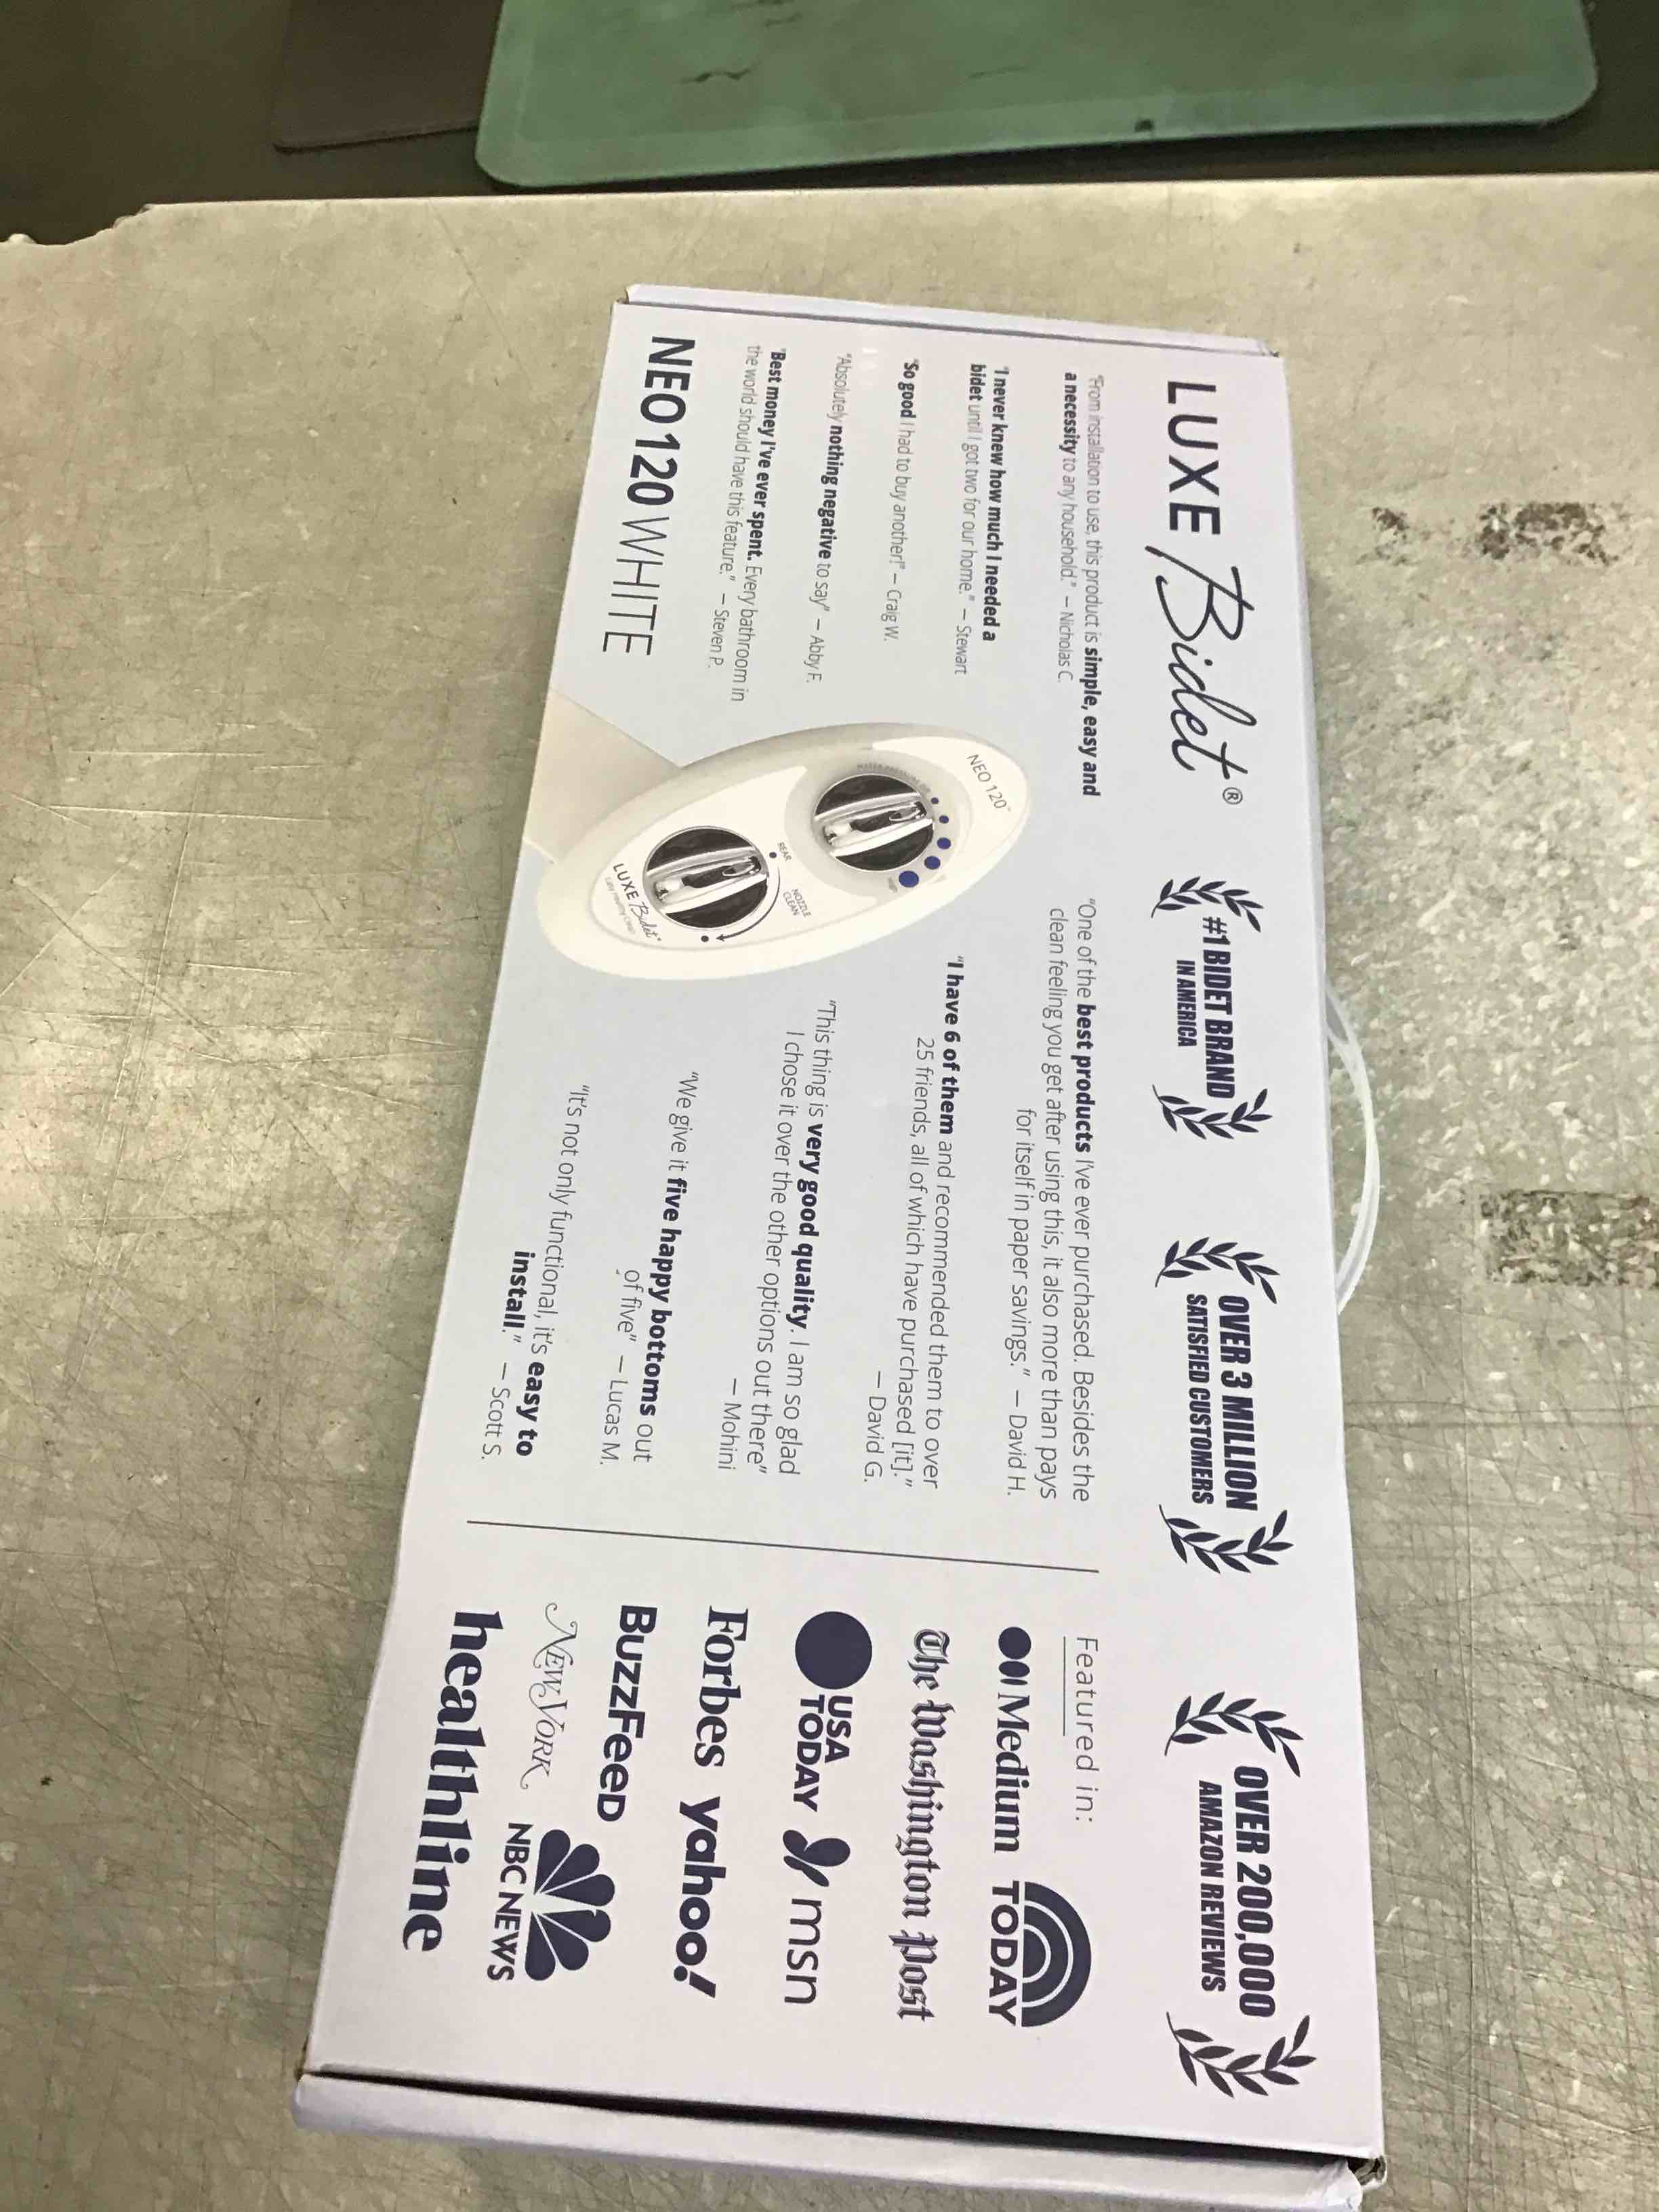 LUXE Bidet®
#1 BIDET BRAND
IN AMERICA
OVER 3 MILLION
SATISFIED CUSTOMERS
OVER 200,000
AMAZON REVIEWS
"From installation to use, this product is simple, easy and
a necessity to any household." – Nicholas C.
"I never knew how much I needed a
bidet until I got two for our home." – Stewart
"So good I had to buy another!" – Craig W.
"Absolutely nothing negative to say" – Abby F.
"Best money I've ever spent. Every bathroom in
the world should have this feature." – Steven P.
NEO 120 WHITE
NEO 120™
WATER PRESSURE
REAR
NOZZLE
CLEAN
LUXE Bidet®
"One of the best products I've ever purchased. Besides the
clean feeling you get after using this, it also more than pays
for itself in paper savings." – David H.
"I have 6 of them and recommended them to over
25 friends, all of which have purchased [it]."
– David G.
"This thing is very good quality. I am so glad
I chose it over the other options out there"
– Mohini
"We give it five happy bottoms out
of five" – Lucas M.
"It's not only functional, it's easy to
install." – Scott S.
Featured in:
Medium TODAY
The Washington Post
USA
TODAY msn
Forbes yahoo!
BuzzFeed
NEW YORK NBC NEWS
healthline